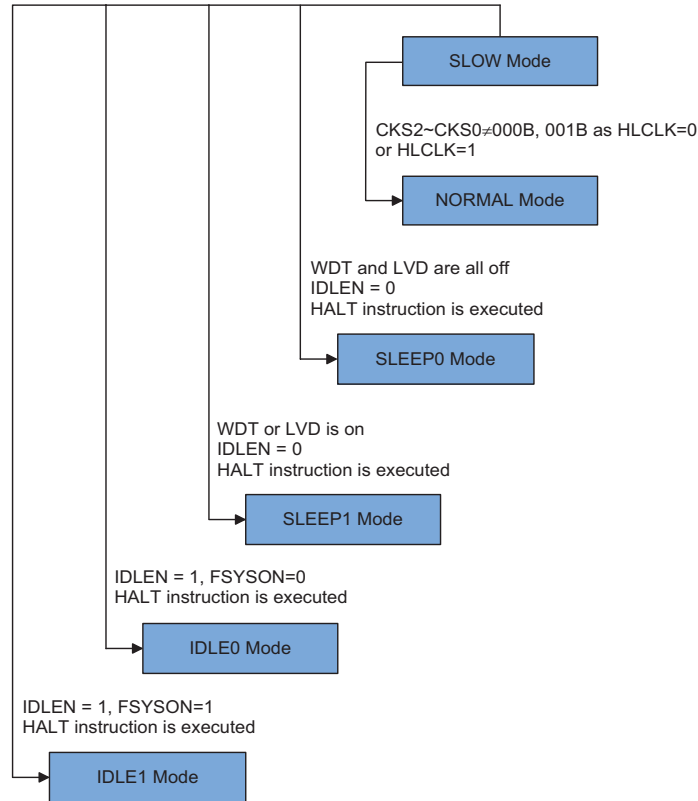 SLOW Mode
CKS2~CKS0≠000B, 001B as HLCLK=0
or HLCLK=1
NORMAL Mode
WDT and LVD are all off
IDLEN = 0
HALT instruction is executed
SLEEP0 Mode
WDT or LVD is on
IDLEN = 0
HALT instruction is executed
SLEEP1 Mode
IDLEN = 1, FSYSON=0
HALT instruction is executed
IDLE0 Mode
IDLEN = 1, FSYSON=1
HALT instruction is executed
IDLE1 Mode